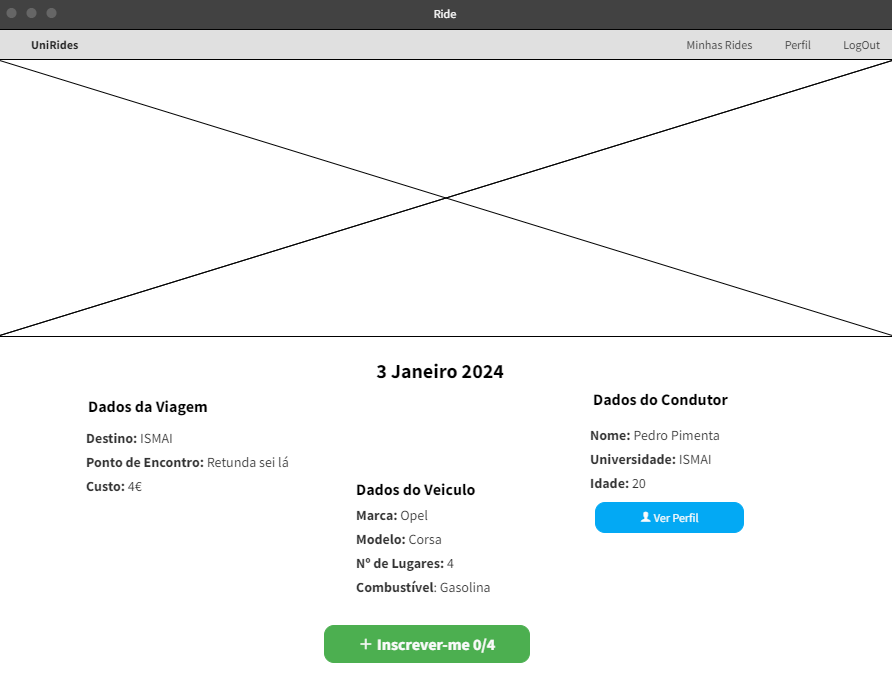 Ride
UniRides
Minhas Rides
Perfil
LogOut
3 Janeiro 2024
Dados da Viagem
Destino: ISMAI
Ponto de Encontro: Retunda sei lá
Custo: 4€
Dados do Veiculo
Marca: Opel
Modelo: Corsa
Nº de Lugares: 4
Combustível: Gasolina
Dados do Condutor
Nome: Pedro Pimenta
Universidade: ISMAI
Idade: 20
Ver Perfil
+ Inscrever-me 0/4